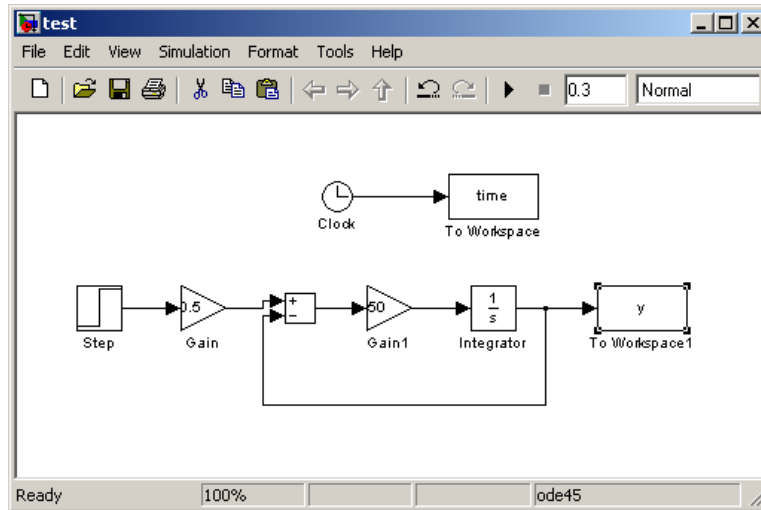 test
File Edit View Simulation Format Tools Help
0.3 Normal
time
Clock
To Workspace
0.5
+
−
50
1
s
y
Step Gain Gain1 Integrator To Workspace1
Ready 100% ode45